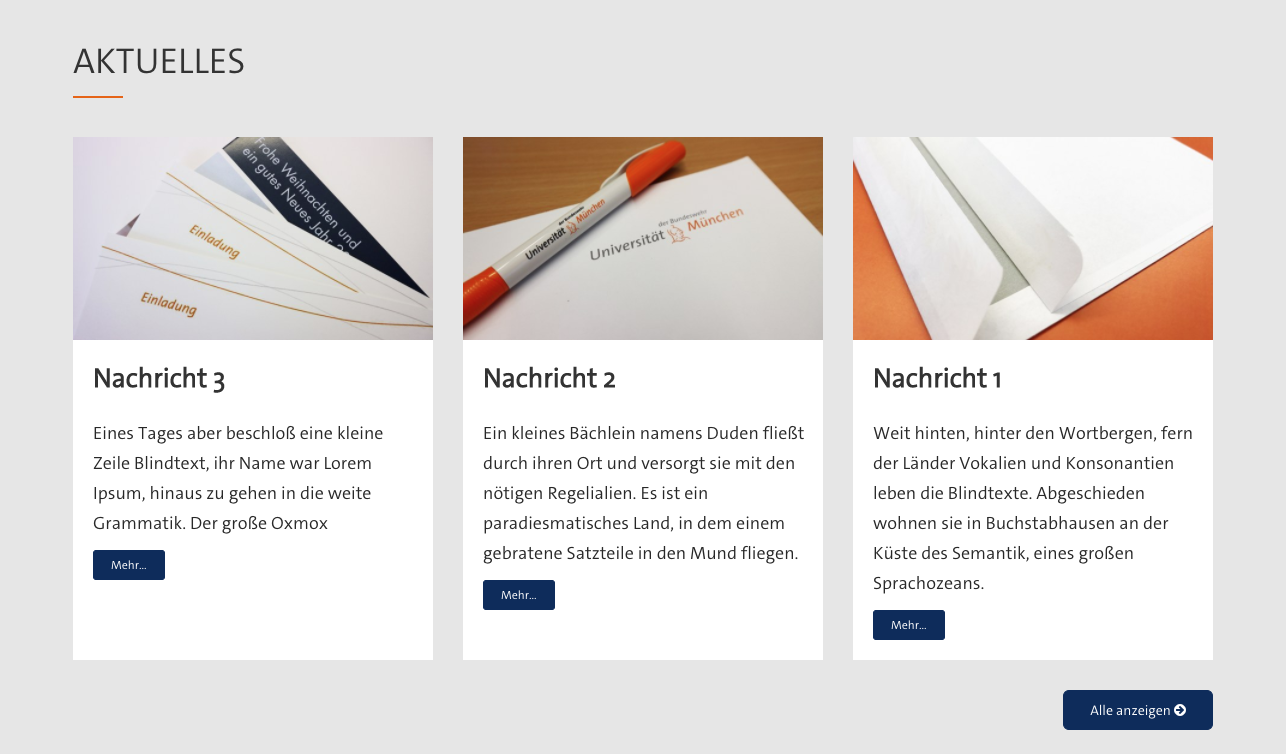 AKTUELLES
Frohe Weihnachten und
ein gutes Neues Jahr
Einladung
Einladung
der Bundeswehr
Universität München
der Bundeswehr
Universität München
Nachricht 3
Eines Tages aber beschloß eine kleine
Zeile Blindtext, ihr Name war Lorem
Ipsum, hinaus zu gehen in die weite
Grammatik. Der große Oxmox
Mehr...
Nachricht 2
Ein kleines Bächlein namens Duden fließt
durch ihren Ort und versorgt sie mit den
nötigen Regelialien. Es ist ein
paradiesmatisches Land, in dem einem
gebratene Satzteile in den Mund fliegen.
Mehr...
Nachricht 1
Weit hinten, hinter den Wortbergen, fern
der Länder Vokalien und Konsonantien
leben die Blindtexte. Abgeschieden
wohnen sie in Buchstabhausen an der
Küste des Semantik, eines großen
Sprachozeans.
Mehr...
Alle anzeigen